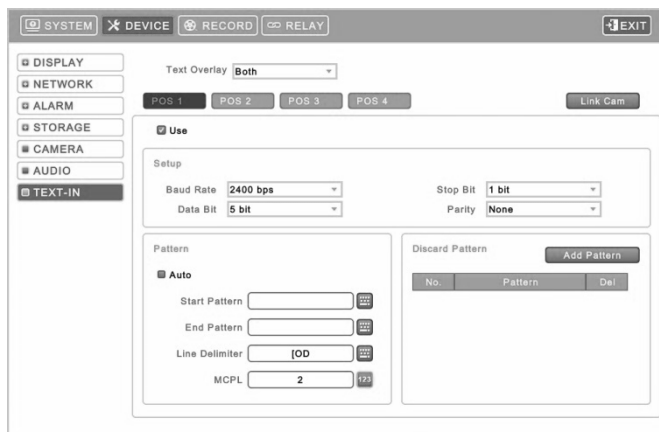 SYSTEM DEVICE RECORD RELAY EXIT
DISPLAY
NETWORK
ALARM
STORAGE
CAMERA
AUDIO
TEXT-IN
Text Overlay Both
POS 1 POS 2 POS 3 POS 4 Link Cam
Use
Setup
Baud Rate 2400 bps Stop Bit 1 bit
Data Bit 5 bit Parity None
Pattern
Auto
Start Pattern
End Pattern
Line Delimiter [OD
MCPL 2 123
Discard Pattern Add Pattern
No. Pattern Del